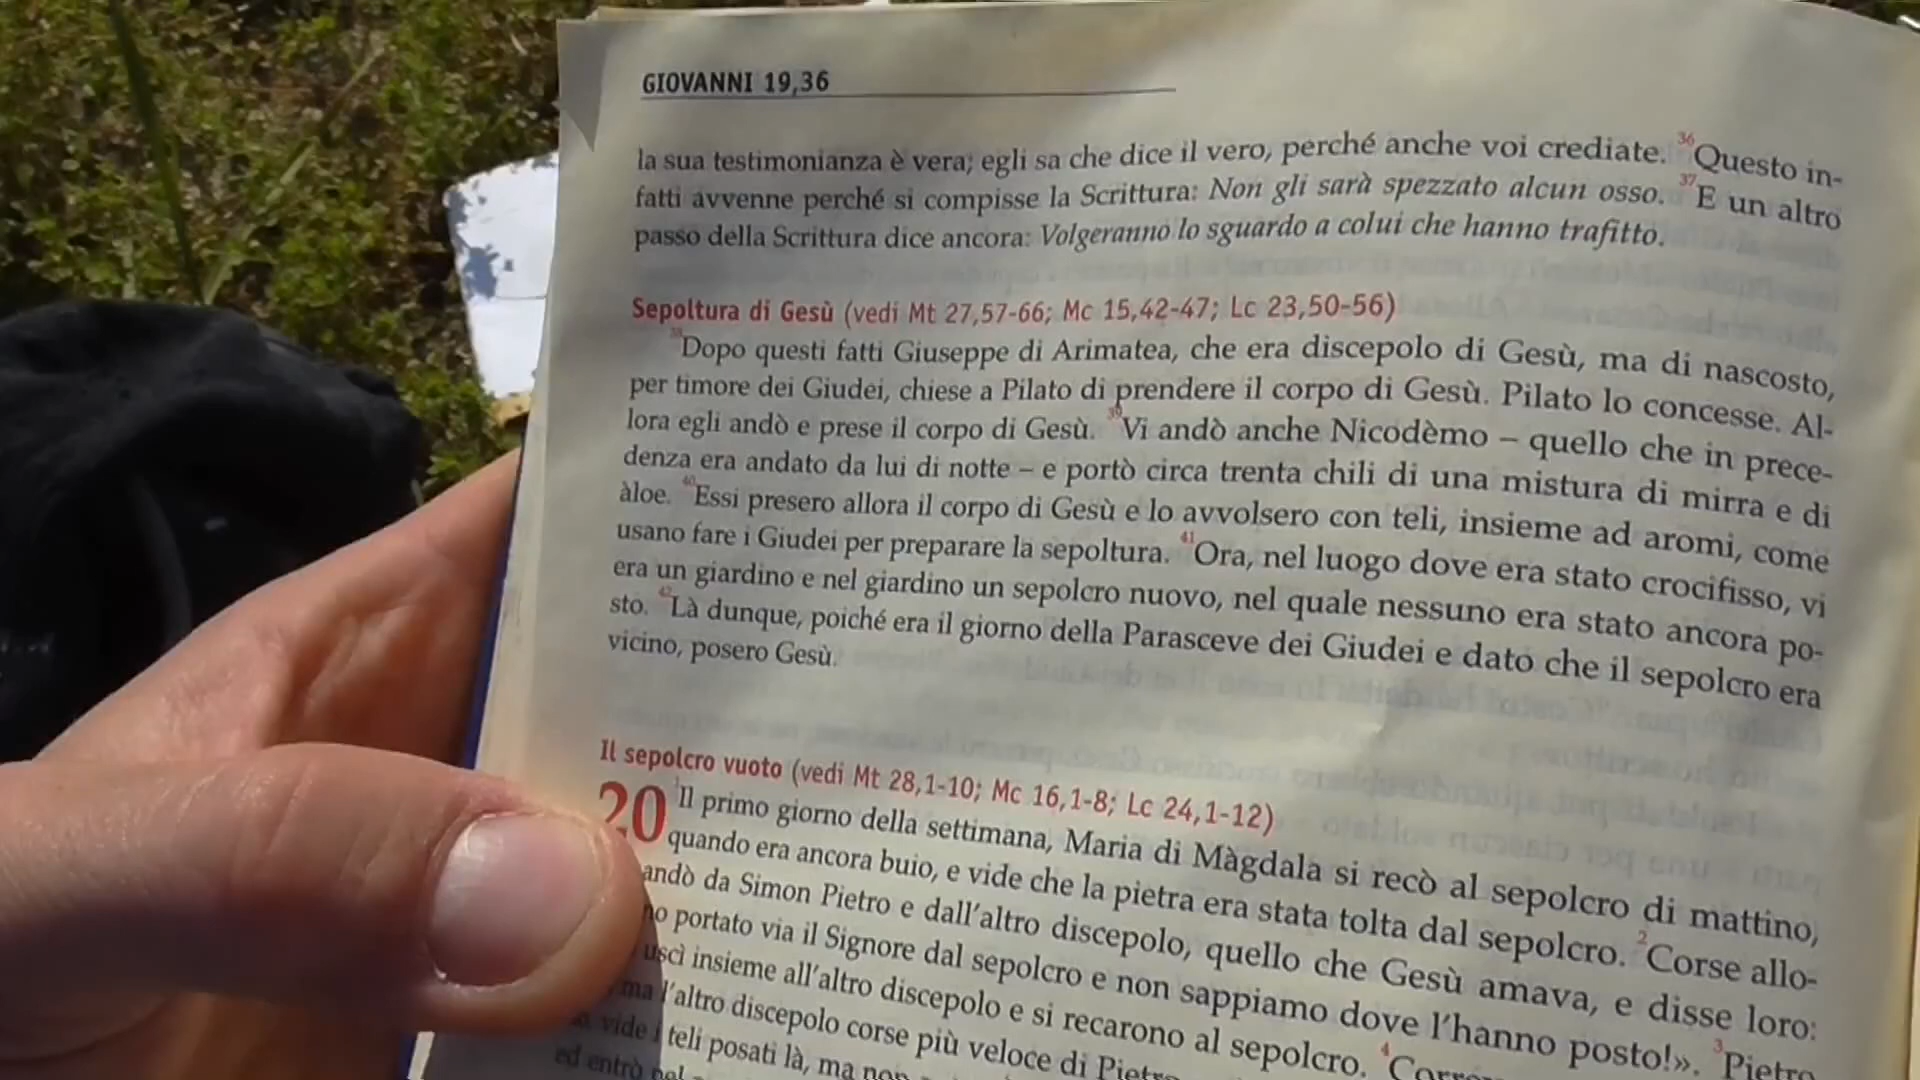 GIOVANNI 19,36
la sua testimonianza è vera; egli sa che dice il vero, perché anche voi crediate. 36Questo in-
fatti avvenne perché si compisse la Scrittura: Non gli sarà spezzato alcun osso. 37E un altro
passo della Scrittura dice ancora: Volgeranno lo sguardo a colui che hanno trafitto.
Sepoltura di Gesù (vedi Mt 27,57-66; Mc 15,42-47; Lc 23,50-56)
38Dopo questi fatti Giuseppe di Arimatea, che era discepolo di Gesù, ma di nascosto,
per timore dei Giudei, chiese a Pilato di prendere il corpo di Gesù. Pilato lo concesse. Al-
lora egli andò e prese il corpo di Gesù. 39Vi andò anche Nicodèmo – quello che in prece-
denza era andato da lui di notte – e portò circa trenta chili di una mistura di mirra e di
àloe. 40Essi presero allora il corpo di Gesù e lo avvolsero con teli, insieme ad aromi, come
usano fare i Giudei per preparare la sepoltura. 41Ora, nel luogo dove era stato crocifisso, vi
era un giardino e nel giardino un sepolcro nuovo, nel quale nessuno era stato ancora po-
sto. 42Là dunque, poiché era il giorno della Parasceve dei Giudei e dato che il sepolcro era
vicino, posero Gesù.
Il sepolcro vuoto (vedi Mt 28,1-10; Mc 16,1-8; Lc 24,1-12)
20 1Il primo giorno della settimana, Maria di Màgdala si recò al sepolcro di mattino,
quando era ancora buio, e vide che la pietra era stata tolta dal sepolcro. 2Corse allo-
andò da Simon Pietro e dall'altro discepolo, quello che Gesù amava, e disse loro:
no portato via il Signore dal sepolcro e non sappiamo dove l'hanno posto!». 3Pietro
uscì insieme all'altro discepolo e si recarono al sepolcro. 4
ma l'altro discepolo corse più veloce di
vide i teli posati là, ma non
ed entrò